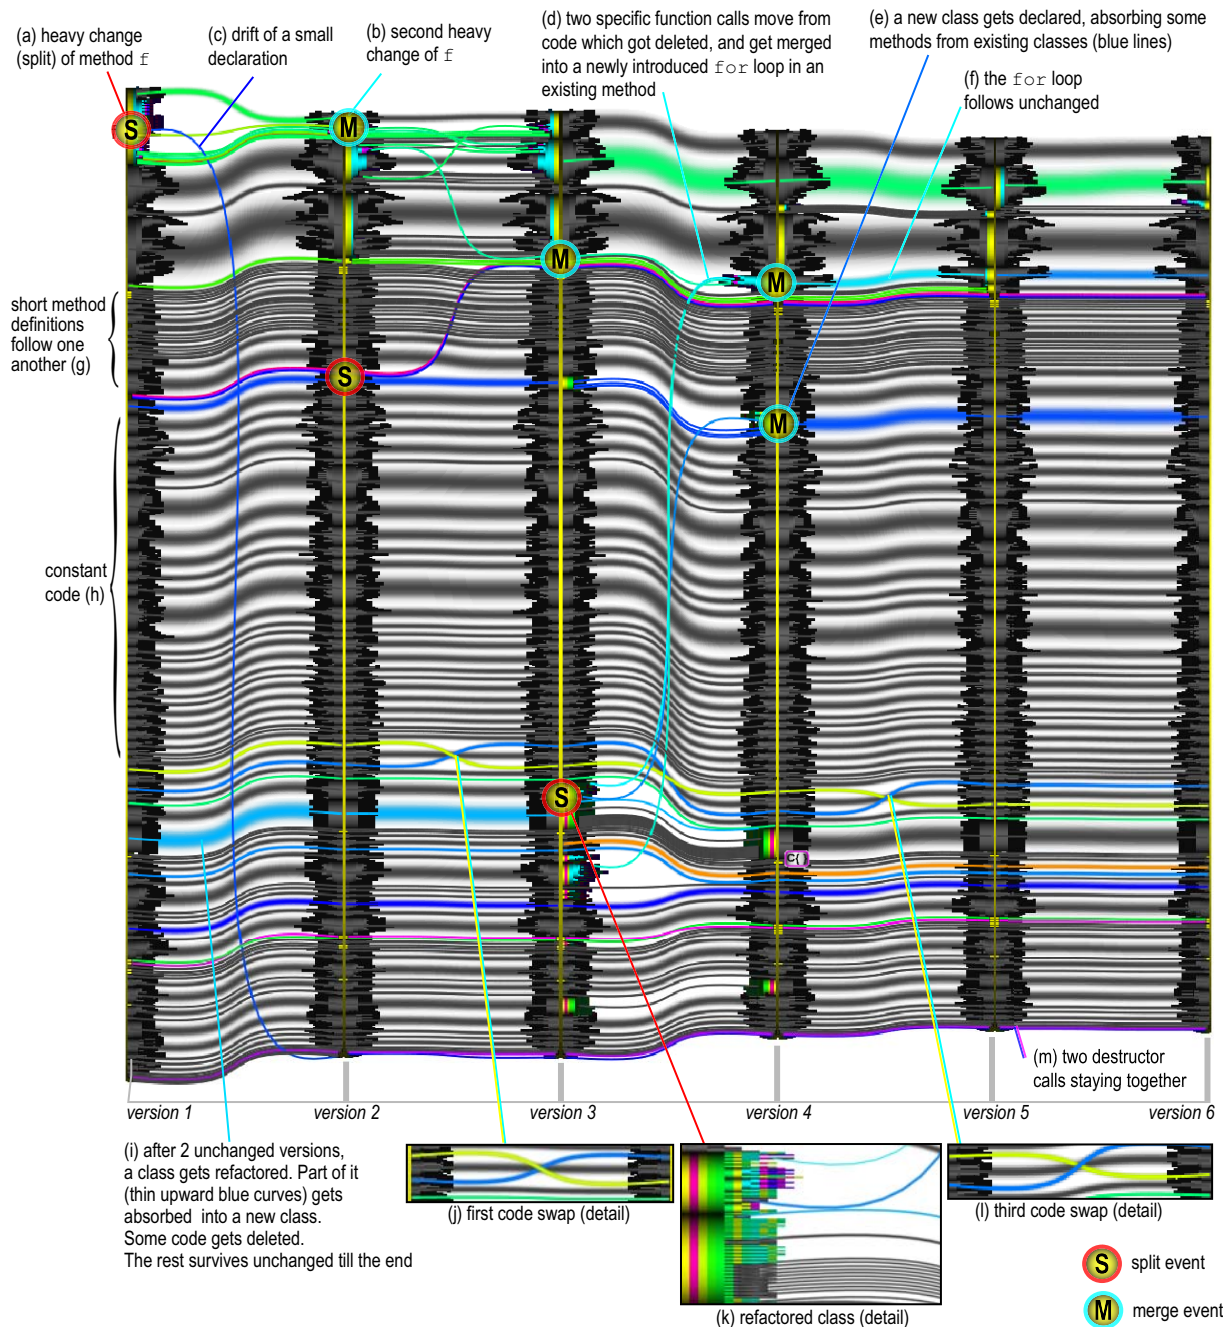 (a) heavy change
(split) of method f
(c) drift of a small
declaration
(b) second heavy
change of f
(d) two specific function calls move from
code which got deleted, and get merged
into a newly introduced for loop in an
existing method
(e) a new class gets declared, absorbing some
methods from existing classes (blue lines)
(f) the for loop
follows unchanged
S
M
M
M
short method
definitions
follow one
another (g)
S
M
constant
code (h)
S
C( )
(m) two destructor
calls staying together
version 1
version 2
version 3
version 4
version 5
version 6
(i) after 2 unchanged versions,
a class gets refactored. Part of it
(thin upward blue curves) gets
absorbed into a new class.
Some code gets deleted.
The rest survives unchanged till the end
(j) first code swap (detail)
(k) refactored class (detail)
(l) third code swap (detail)
S split event
M merge event